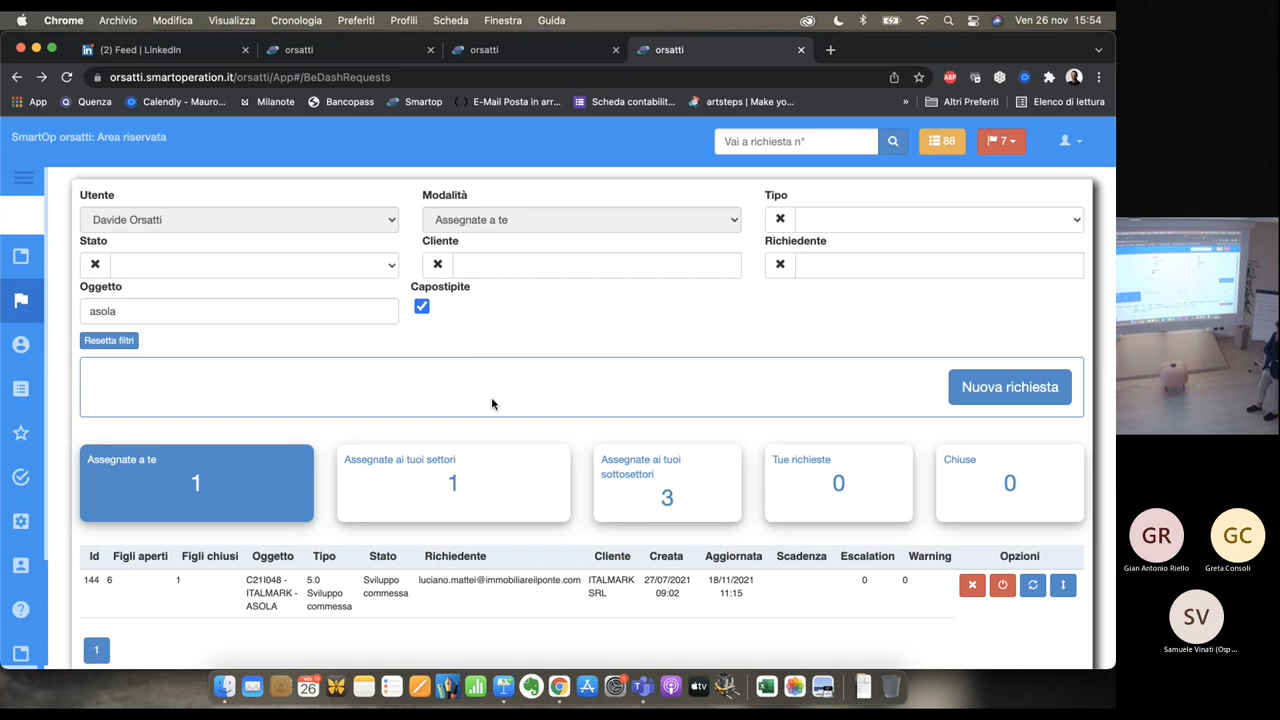 Chrome Archivio Modifica Visualizza Cronologia Preferiti Profili Scheda Finestra Guida Ven 26 nov 15:54
(2) Feed | LinkedIn orsatti orsatti orsatti
orsatti.smartoperation.it/orsatti/App#/BeDashRequests
App Quenza Calendly - Mauro... Milanote Bancopass Smartop E-Mail Posta in arr... Scheda contabilit... artsteps | Make yo... » Altri Preferiti Elenco di lettura
SmartOp orsatti: Area riservata Vai a richiesta n° 88 7
Utente Modalità Tipo
Davide Orsatti Assegnate a te
Stato Cliente Richiedente
Oggetto Capostipite
asola
Resetta filtri
Nuova richiesta
Assegnate a te Assegnate ai tuoi settori Assegnate ai tuoi Tue richieste Chiuse
sottosettori
1 1 3 0 0
Id Figli aperti Figli chiusi Oggetto Tipo Stato Richiedente Cliente Creata Aggiornata Scadenza Escalation Warning Opzioni
144 6 1 C21I048 - 5.0 Sviluppo luciano.mattei@immobiliareilponte.com ITALMARK 27/07/2021 18/11/2021 0 0
ITALMARK - Sviluppo commessa SRL 09:02 11:15
ASOLA commessa
1
GR GC
Gian Antonio Riello Greta Consoli
SV
Samuele Vinati (Osp...
26